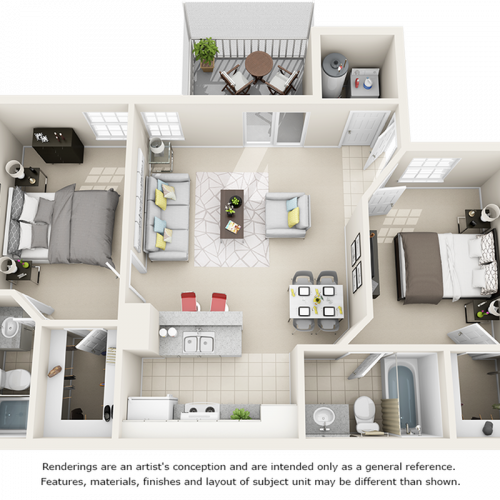 Renderings are an artist's conception and are intended only as a general reference.
Features, materials, finishes and layout of subject unit may be different than shown.